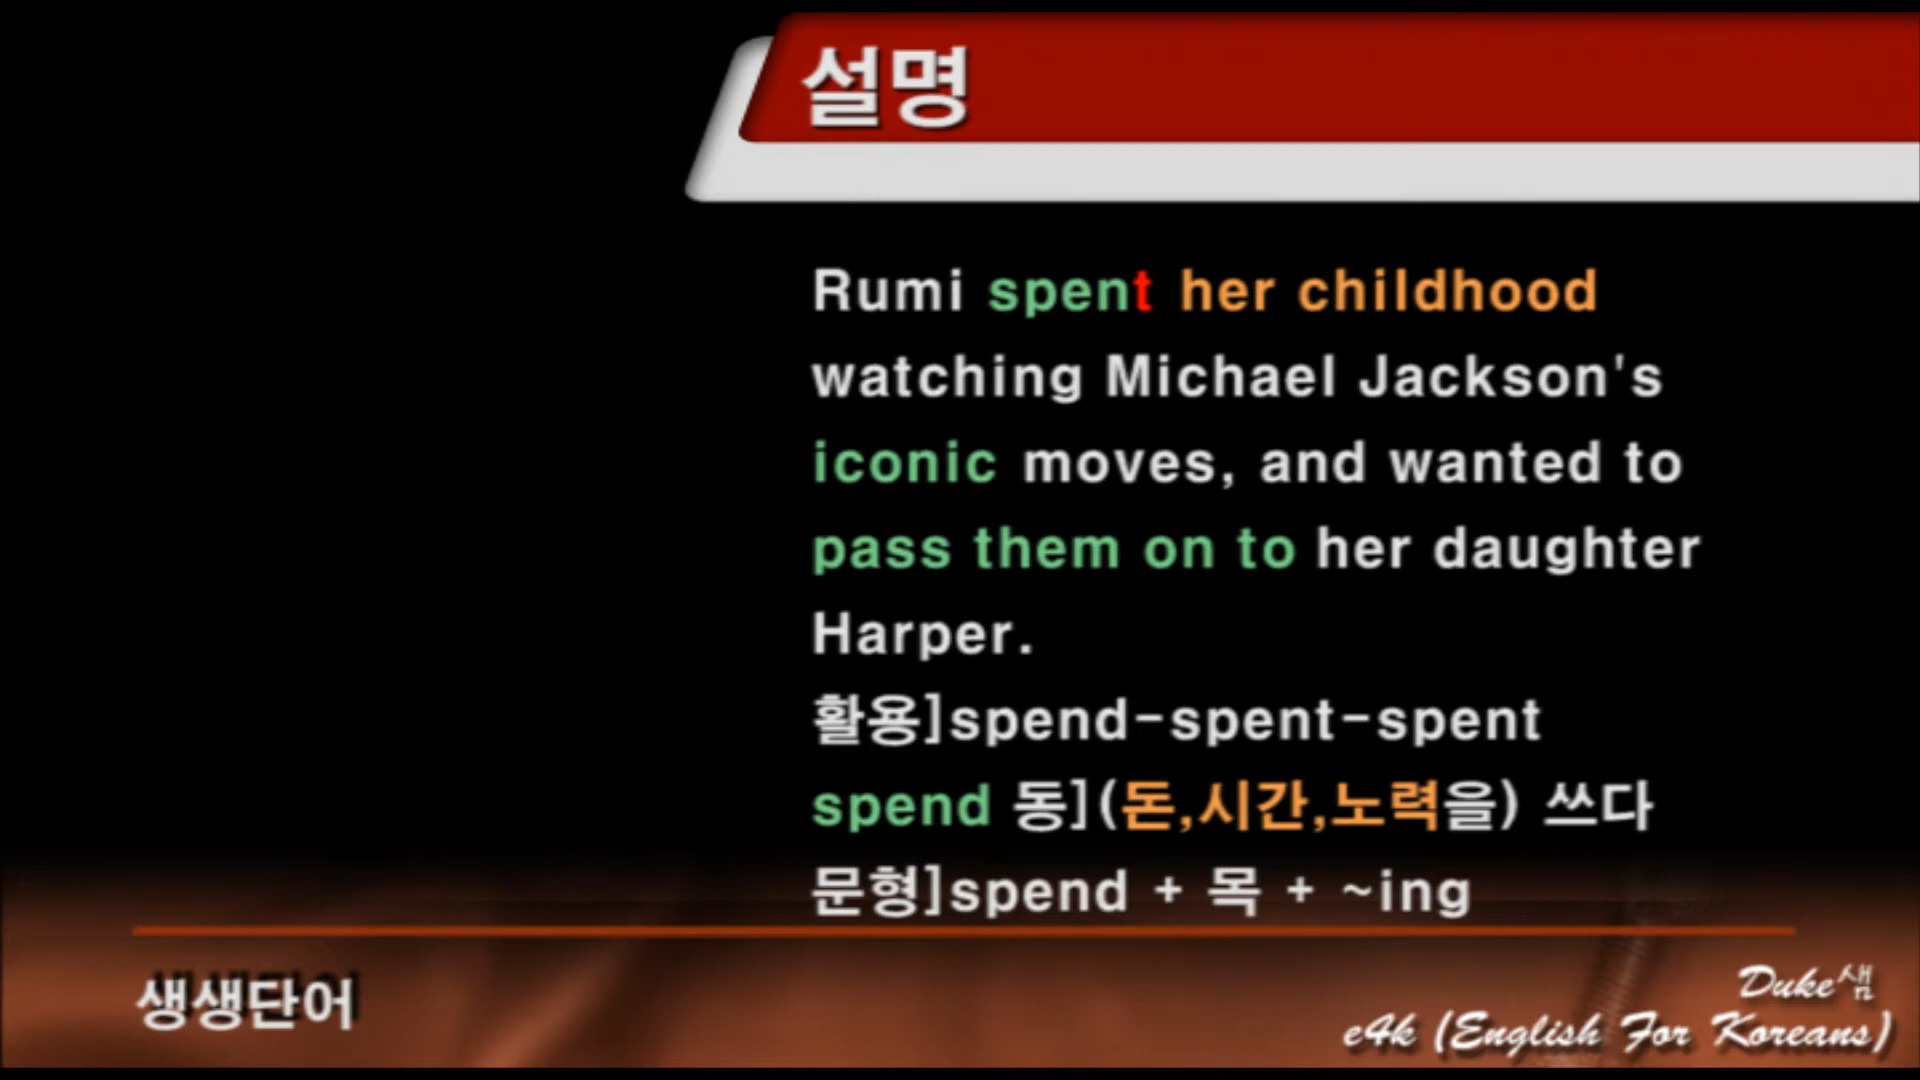 설명
Rumi spent her childhood
watching Michael Jackson's
iconic moves, and wanted to
pass them on to her daughter
Harper.
활용]spend-spent-spent
spend 동](돈,시간,노력을) 쓰다
문형]spend + 목 + ~ing
생생단어
Duke샘
e4k (English For Koreans)